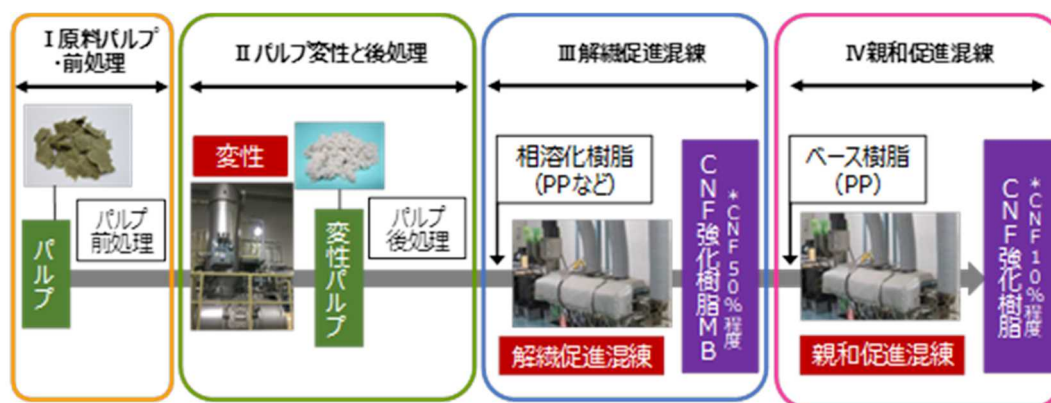 Ⅰ原料パルプ
・前処理
Ⅱパルプ変性と後処理
Ⅲ解繊促進混練
Ⅳ親和促進混練
変性
相溶化樹脂
（PPなど）
ベース樹脂
（PP）
パルプ
前処理
パルプ
後処理
パルプ
変性パルプ
＊CNF50%程度
CNF強化樹脂MB
＊CNF10%程度
CNF強化樹脂
解繊促進混練
親和促進混練